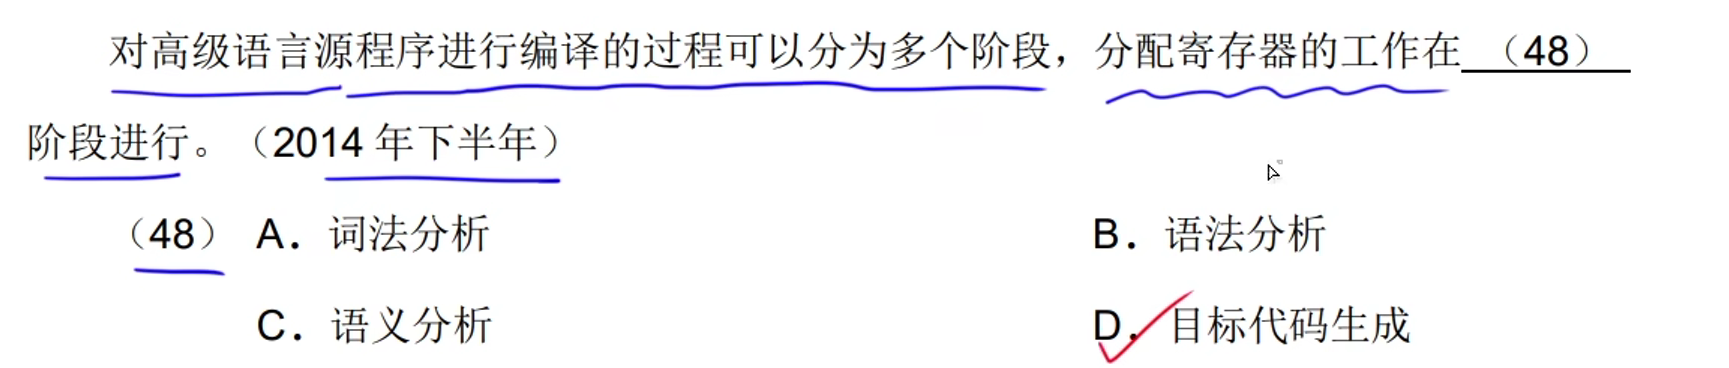 对高级语言源程序进行编译的过程可以分为多个阶段，分配寄存器的工作在（48）
阶段进行。（2014 年下半年）
（48） A．词法分析 B．语法分析
C．语义分析 D．目标代码生成